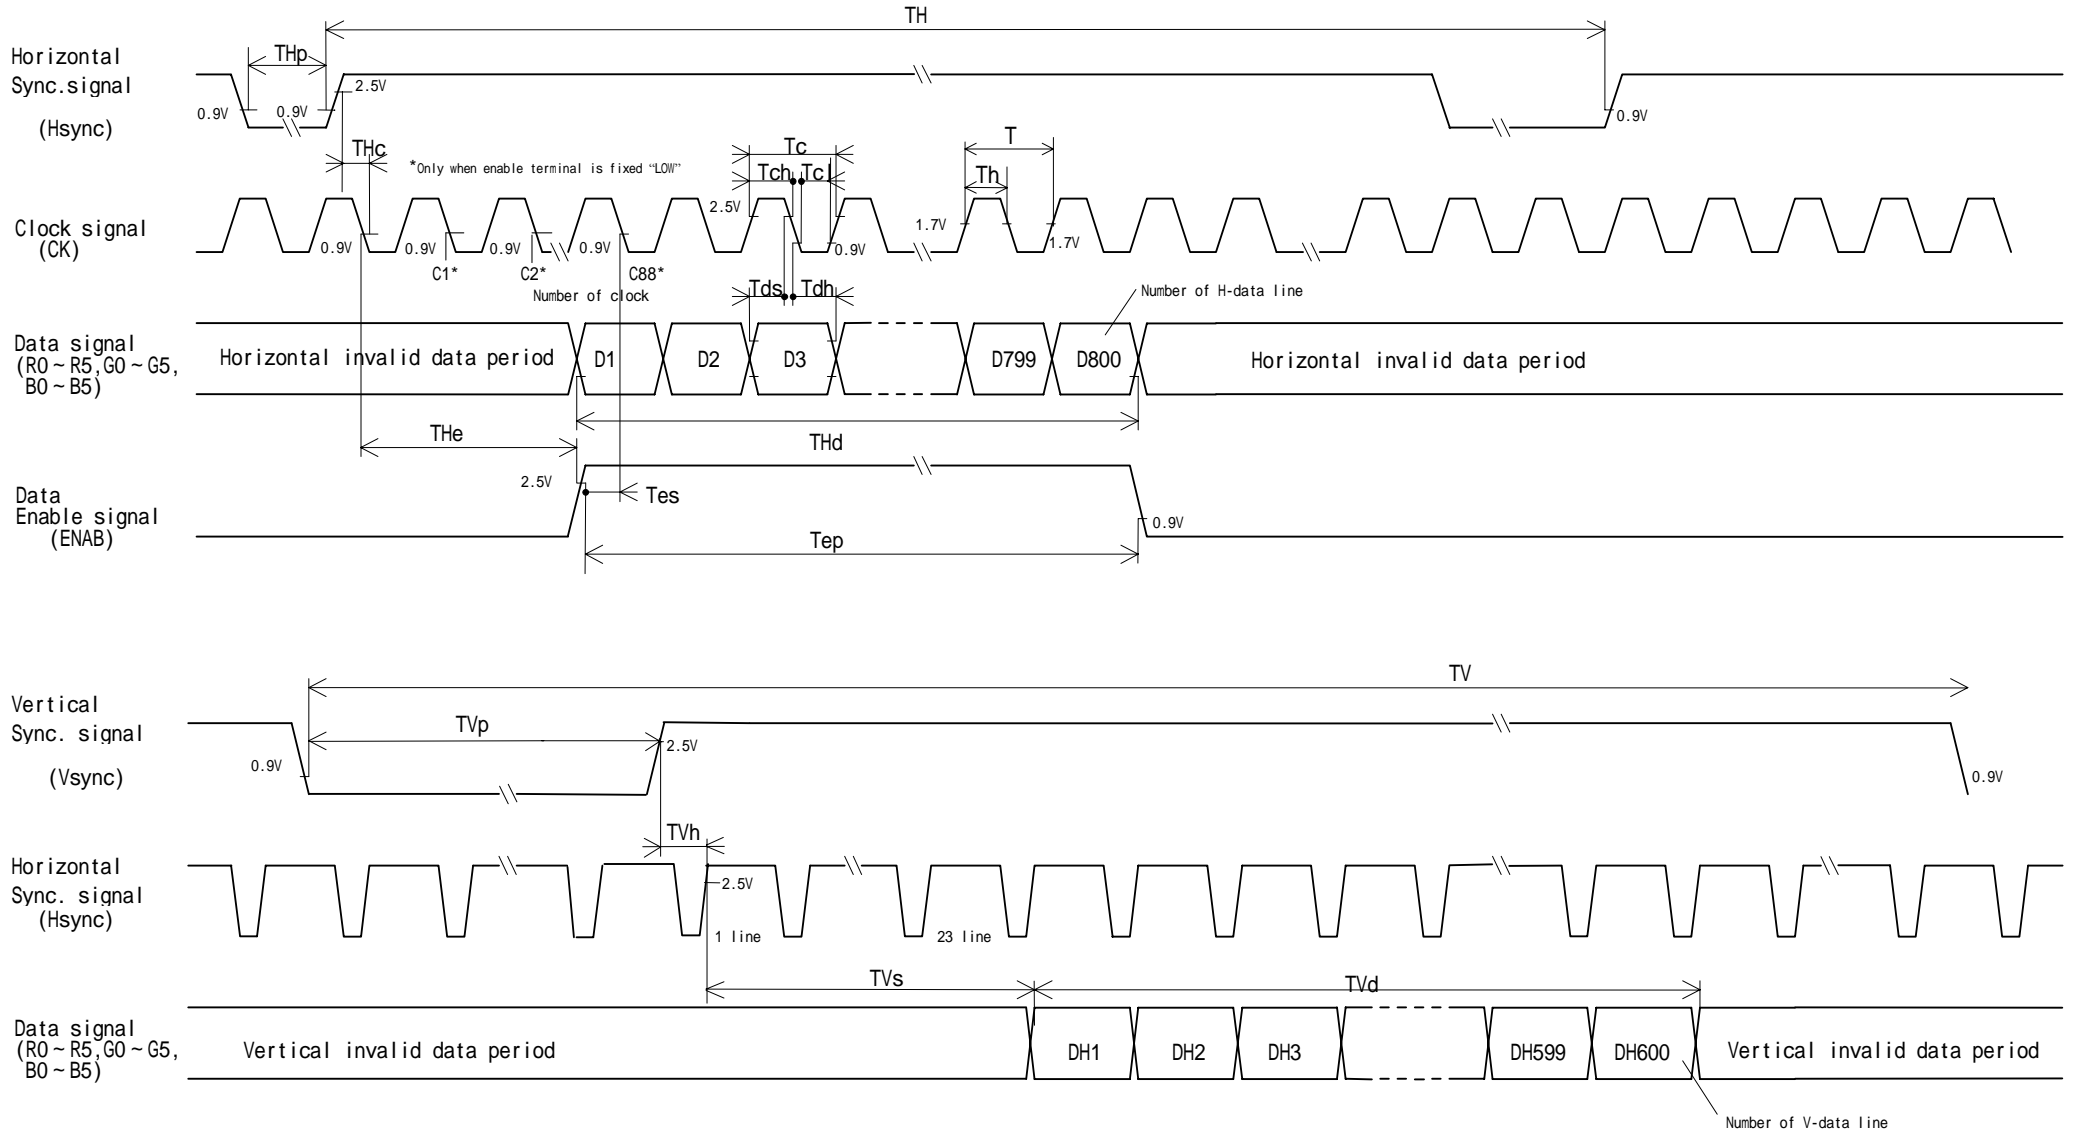 TH
Horizontal
Sync.signal
(Hsync)
THp
0.9V
0.9V
2.5V
0.9V
THc
*Only when enable terminal is fixed “LOW”
Tc
Tch
Tcl
T
Th
Clock signal
(CK)
0.9V
0.9V
0.9V
0.9V
2.5V
0.9V
1.7V
1.7V
C1*
C2*
C88*
Number of clock
Tds
Tdh
Number of H-data line
Data signal
(R0～R5,G0～G5,
B0～B5)
Horizontal invalid data period
D1
D2
D3
D799
D800
Horizontal invalid data period
THe
THd
2.5V
Tes
Data
Enable signal
(ENAB)
0.9V
Tep
TV
Vertical
Sync. signal
(Vsync)
TVp
0.9V
2.5V
0.9V
TVh
Horizontal
Sync. signal
(Hsync)
2.5V
1 line
23 line
TVs
TVd
Data signal
(R0～R5,G0～G5,
B0～B5)
Vertical invalid data period
DH1
DH2
DH3
DH599
DH600
Vertical invalid data period
Number of V-data line